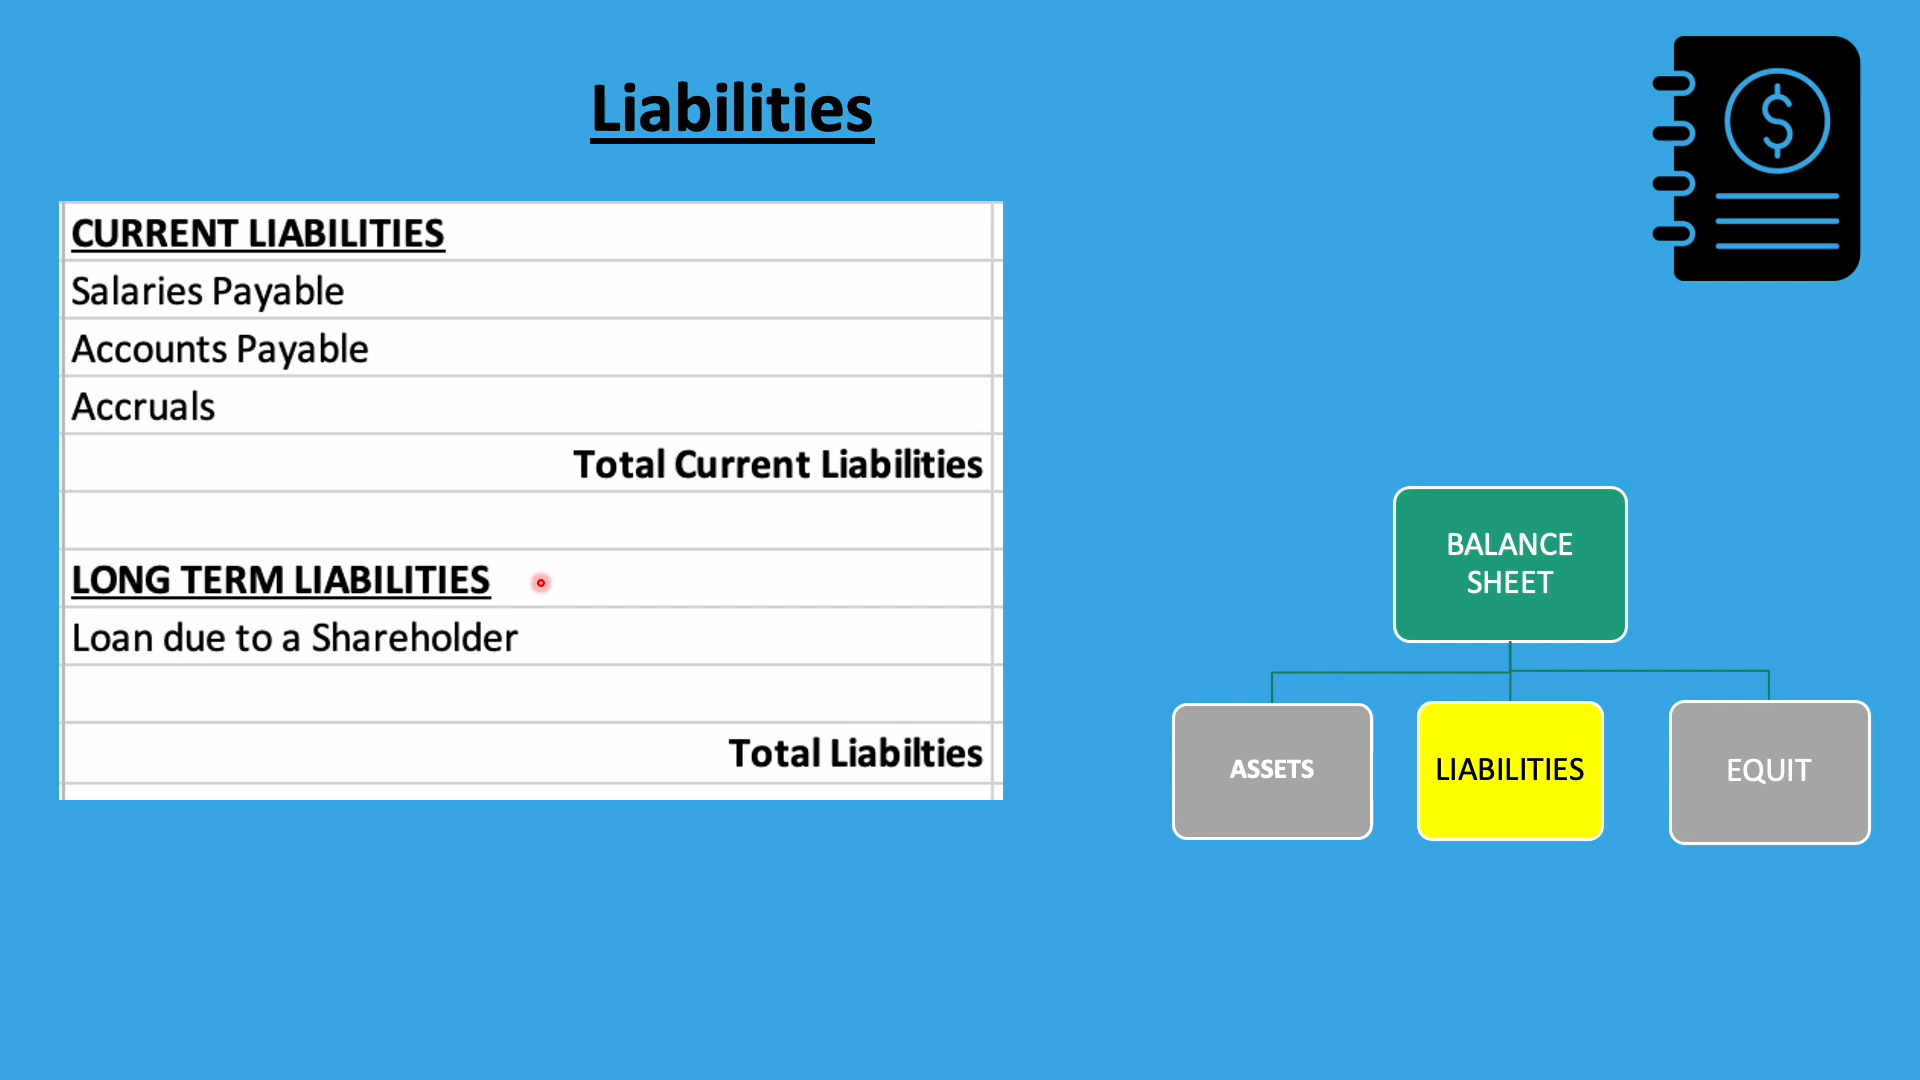 Liabilities
CURRENT LIABILITIES
Salaries Payable
Accounts Payable
Accruals
Total Current Liabilities
LONG TERM LIABILITIES
Loan due to a Shareholder
Total Liabilties
$
BALANCE
SHEET
ASSETS
LIABILITIES
EQUIT